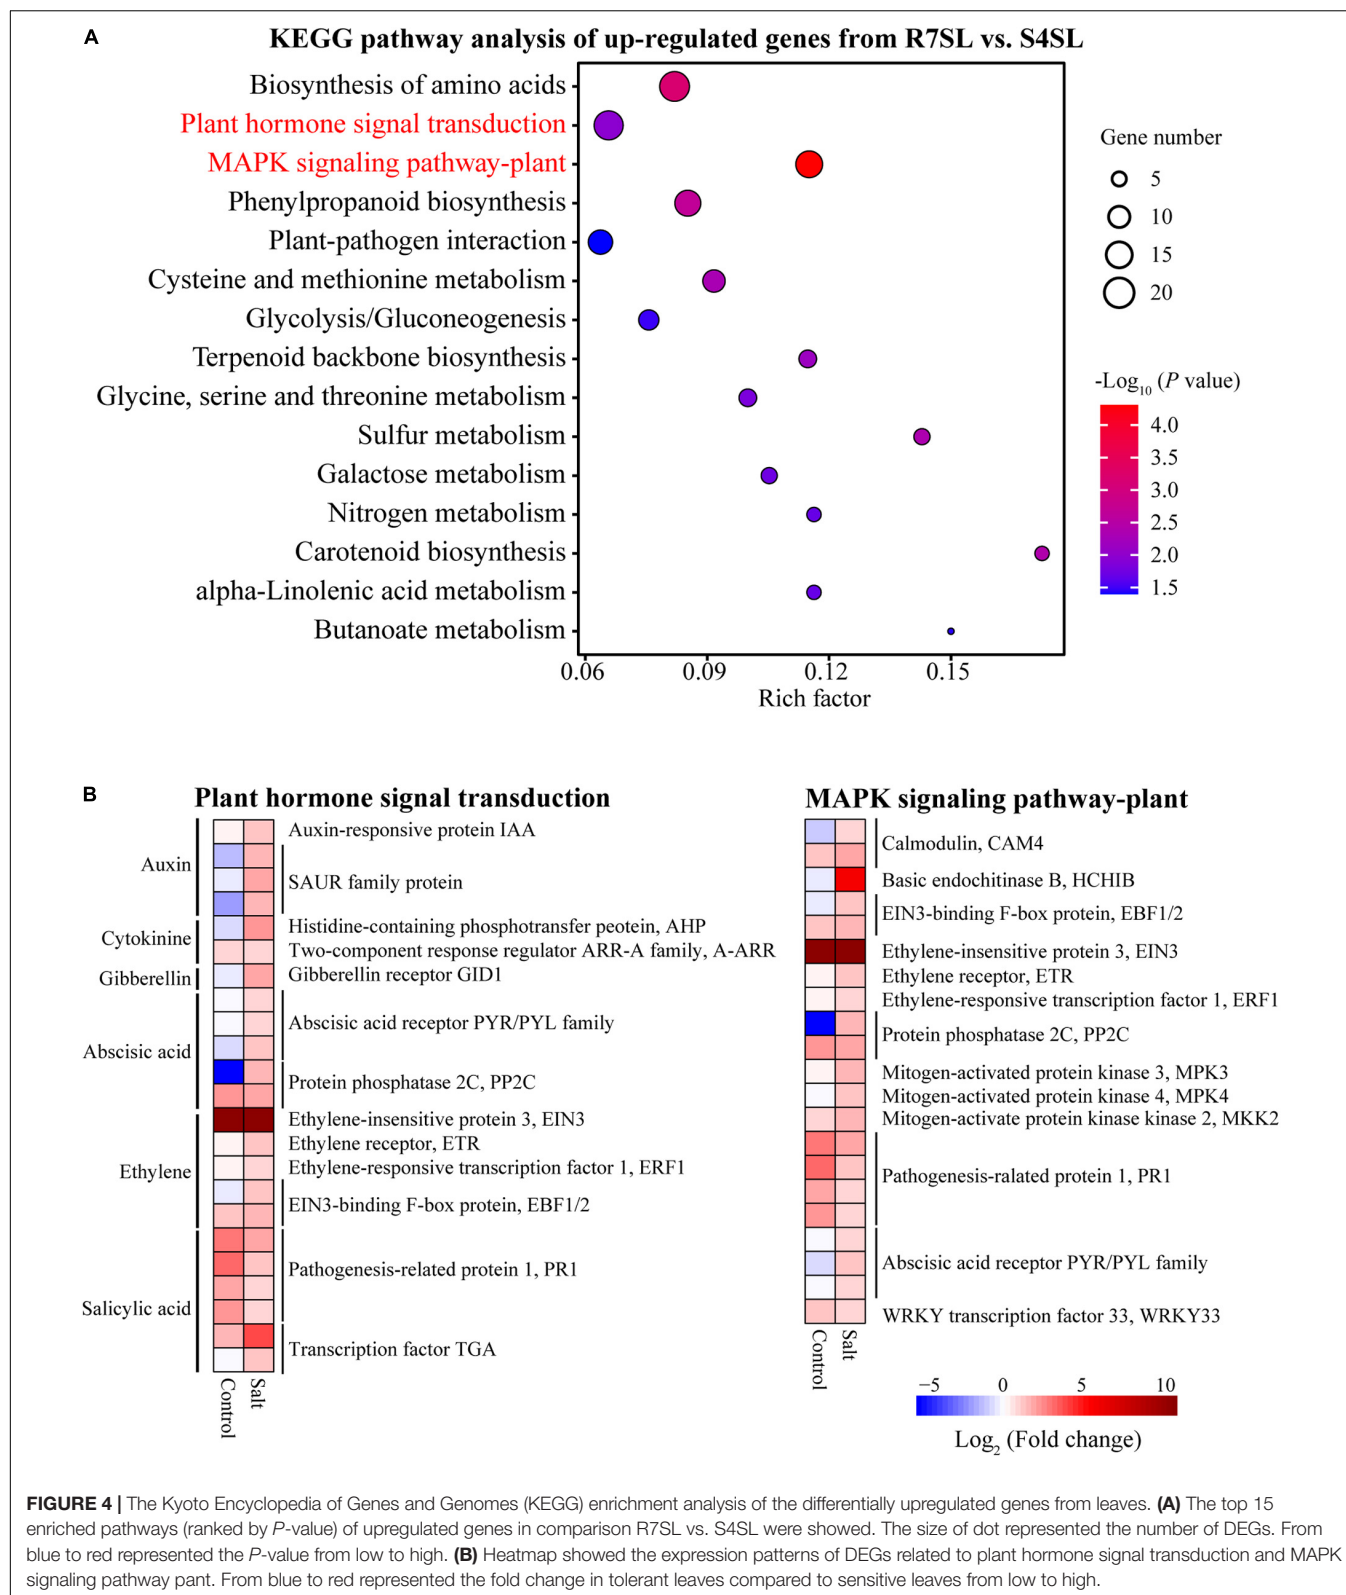 A
KEGG pathway analysis of up-regulated genes from R7SL vs. S4SL
Biosynthesis of amino acids
Plant hormone signal transduction
MAPK signaling pathway-plant
Phenylpropanoid biosynthesis
Plant-pathogen interaction
Cysteine and methionine metabolism
Glycolysis/Gluconeogenesis
Terpenoid backbone biosynthesis
Glycine, serine and threonine metabolism
Sulfur metabolism
Galactose metabolism
Nitrogen metabolism
Carotenoid biosynthesis
alpha-Linolenic acid metabolism
Butanoate metabolism
0.06 0.09 0.12 0.15
Rich factor
Gene number
5
10
15
20
-Log10 (P value)
4.0
3.5
3.0
2.5
2.0
1.5
B
Plant hormone signal transduction
Auxin
Cytokinine
Gibberellin
Abscisic acid
Ethylene
Salicylic acid
Auxin-responsive protein IAA
SAUR family protein
Histidine-containing phosphotransfer peotein, AHP
Two-component response regulator ARR-A family, A-ARR
Gibberellin receptor GID1
Abscisic acid receptor PYR/PYL family
Protein phosphatase 2C, PP2C
Ethylene-insensitive protein 3, EIN3
Ethylene receptor, ETR
Ethylene-responsive transcription factor 1, ERF1
EIN3-binding F-box protein, EBF1/2
Pathogenesis-related protein 1, PR1
Transcription factor TGA
Control
Salt
MAPK signaling pathway-plant
Calmodulin, CAM4
Basic endochitinase B, HCHIB
EIN3-binding F-box protein, EBF1/2
Ethylene-insensitive protein 3, EIN3
Ethylene receptor, ETR
Ethylene-responsive transcription factor 1, ERF1
Protein phosphatase 2C, PP2C
Mitogen-activated protein kinase 3, MPK3
Mitogen-activated protein kinase 4, MPK4
Mitogen-activate protein kinase kinase 2, MKK2
Pathogenesis-ralated protein 1, PR1
Abscisic acid receptor PYR/PYL family
WRKY transcription factor 33, WRKY33
Control
Salt
−5 0 5 10
Log2 (Fold change)
FIGURE 4 | The Kyoto Encyclopedia of Genes and Genomes (KEGG) enrichment analysis of the differentially upregulated genes from leaves. (A) The top 15
enriched pathways (ranked by P-value) of upregulated genes in comparison R7SL vs. S4SL were showed. The size of dot represented the number of DEGs. From
blue to red represented the P-value from low to high. (B) Heatmap showed the expression patterns of DEGs related to plant hormone signal transduction and MAPK
signaling pathway pant. From blue to red represented the fold change in tolerant leaves compared to sensitive leaves from low to high.